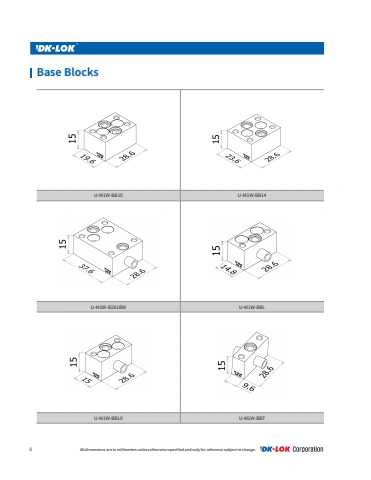 DK-LOK
Base Blocks
15
19.6
28.6
15
23.6
28.6
U-M1W-BB18
U-M1W-BB14
15
37.6
28.6
15
14.8
28.6
U-M1W-B2X1BW
U-M1W-BBL
15
15
28.6
15
9.6
28.6
U-M1W-BBLX
U-M1W-BBT
All dimensions are in millimeters unless otherwise specified and only for reference subject to change.
DK-LOK Corporation